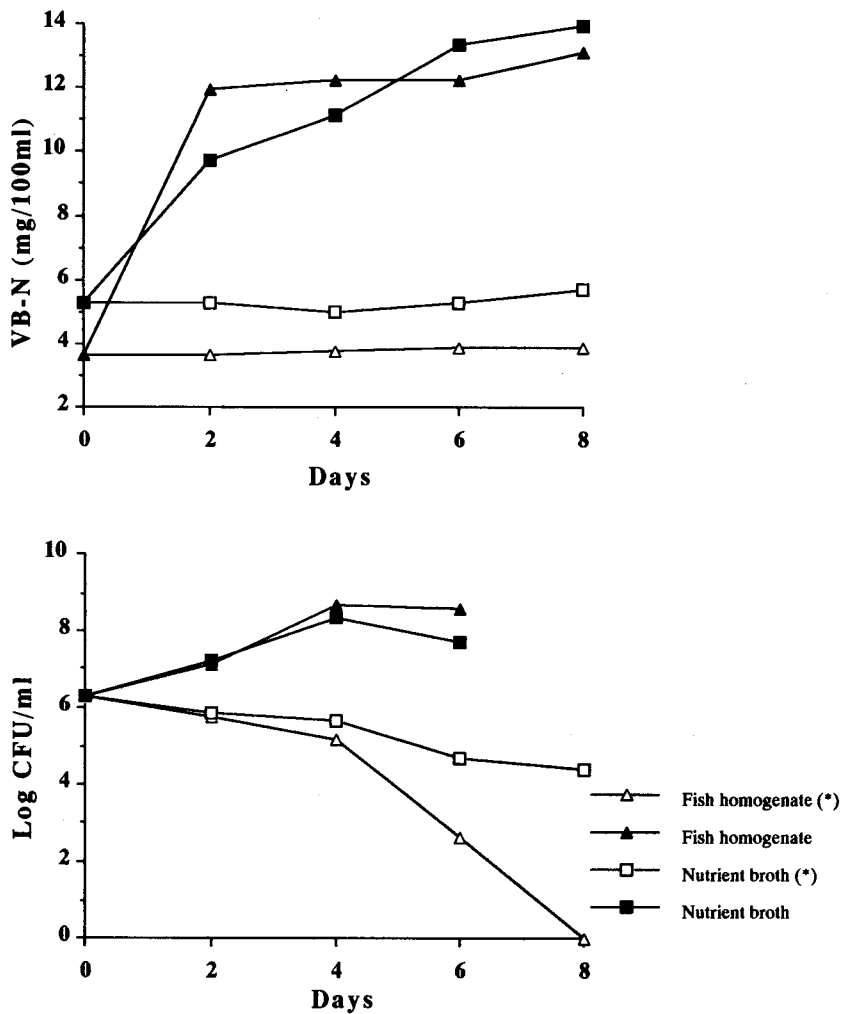 14
12
10
8
6
4
2
VB-N (mg/100ml)
0 2 4 6 8
Days
10
8
6
4
2
0
Log CFU/ml
0 2 4 6 8
Days
Fish homogenate (*)
Fish homogenate
Nutrient broth (*)
Nutrient broth